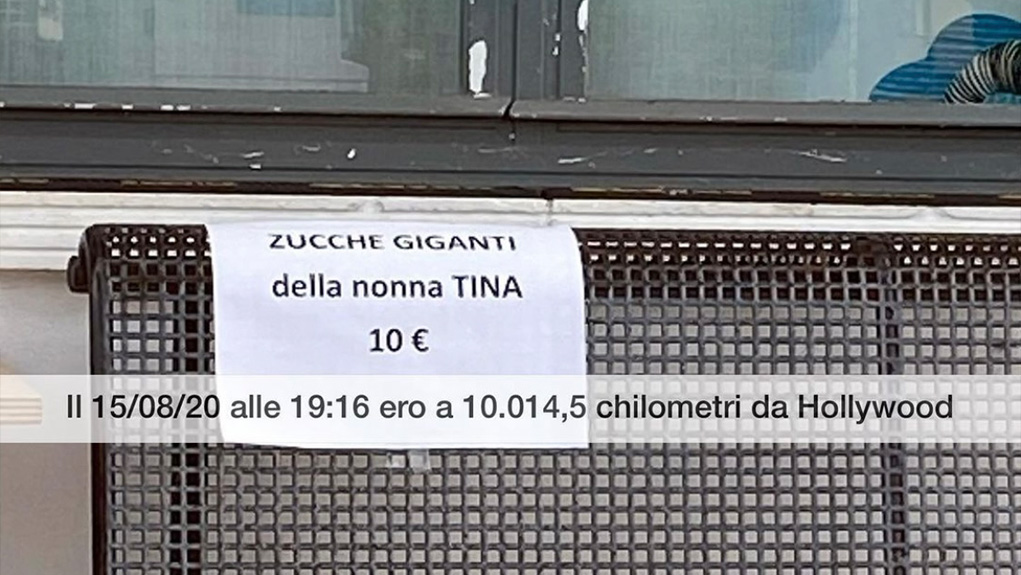 ZUCCHE GIGANTI
della nonna TINA
10 €
Il 15/08/20 alle 19:16 ero a 10.014,5 chilometri da Hollywood